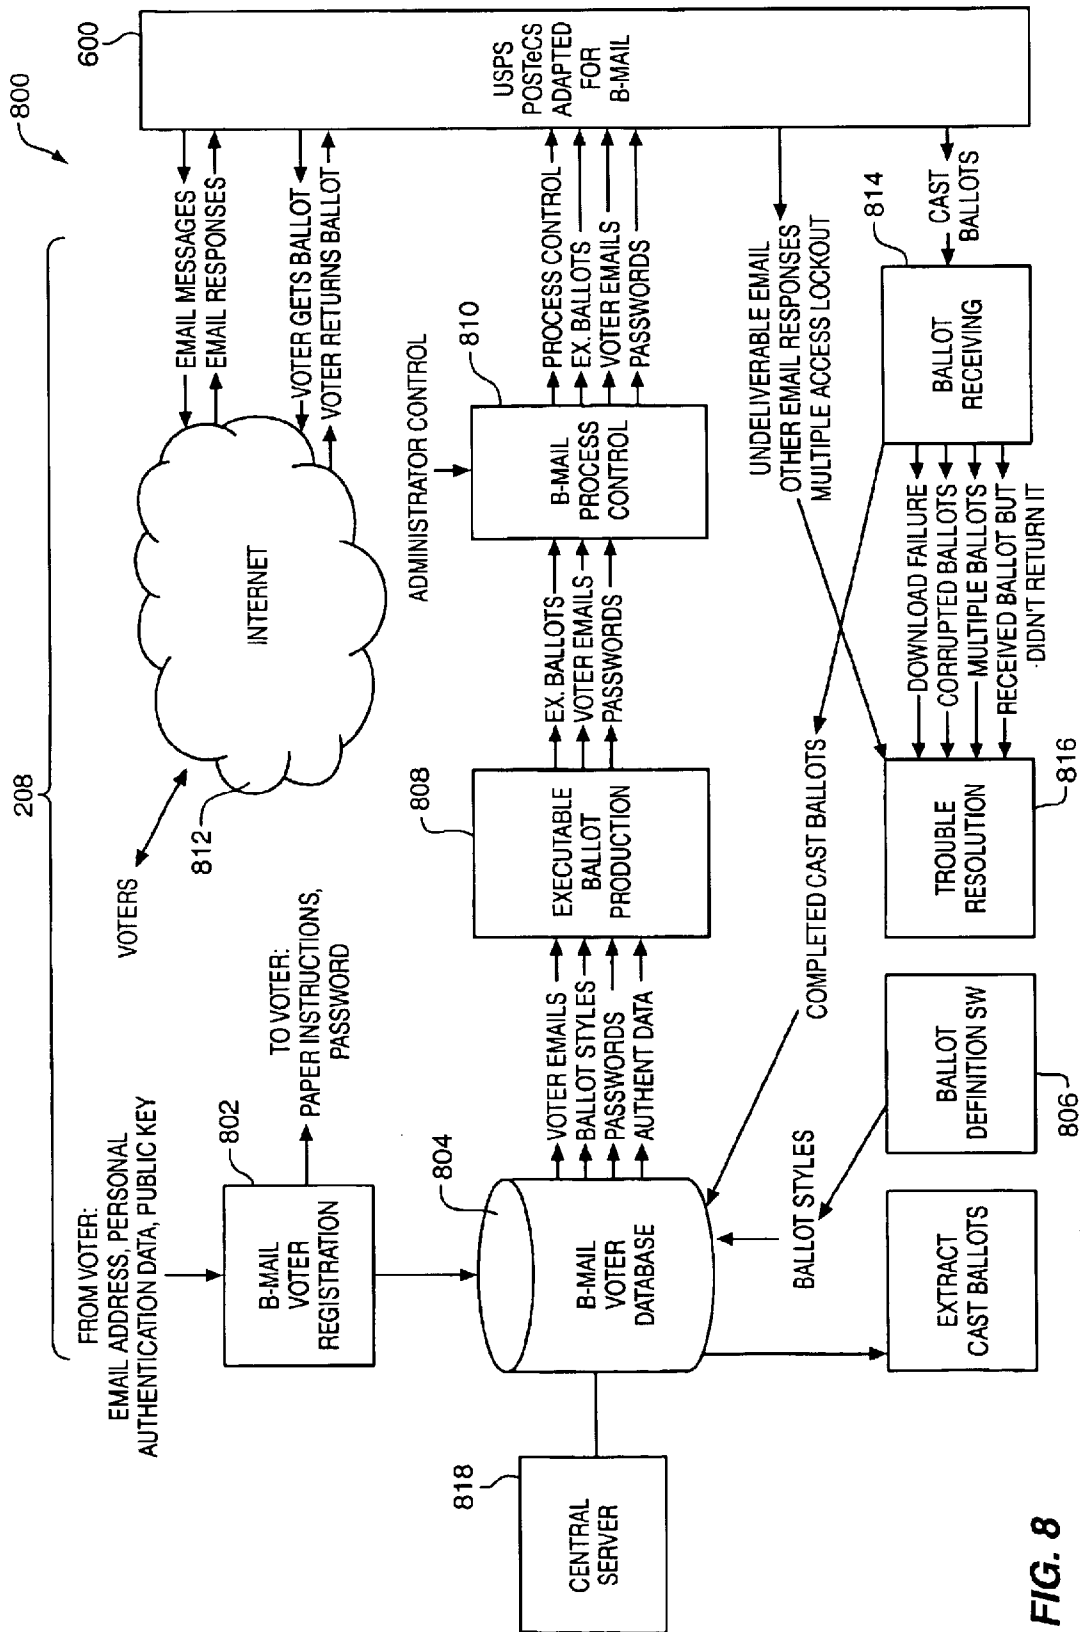 800
208
FROM VOTER:
EMAIL ADDRESS, PERSONAL
AUTHENTICATION DATA, PUBLIC KEY
802
B-MAIL
VOTER
REGISTRATION
TO VOTER:
PAPER INSTRUCTIONS,
PASSWORD
VOTERS
812
INTERNET
EMAIL MESSAGES
EMAIL RESPONSES
VOTER GETS BALLOT
VOTER RETURNS BALLOT
600
USPS
POSTeCS
ADAPTED
FOR
B-MAIL
818
CENTRAL
SERVER
804
B-MAIL
VOTER
DATABASE
VOTER EMAILS
BALLOT STYLES
PASSWORDS
AUTHENT DATA
808
EXECUTABLE
BALLOT
PRODUCTION
EX. BALLOTS
VOTER EMAILS
PASSWORDS
ADMINISTRATOR CONTROL
810
B-MAIL
PROCESS
CONTROL
PROCESS CONTROL
EX. BALLOTS
VOTER EMAILS
PASSWORDS
UNDELIVERABLE EMAIL
OTHER EMAIL RESPONSES
MULTIPLE ACCESS LOCKOUT
BALLOT STYLES
COMPLETED CAST BALLOTS
EXTRACT
CAST BALLOTS
BALLOT
DEFINITION SW
806
TROUBLE
RESOLUTION
816
DOWNLOAD FAILURE
CORRUPTED BALLOTS
MULTIPLE BALLOTS
RECEIVED BALLOT BUT
DIDN'T RETURN IT
814
BALLOT
RECEIVING
CAST
BALLOTS
FIG. 8